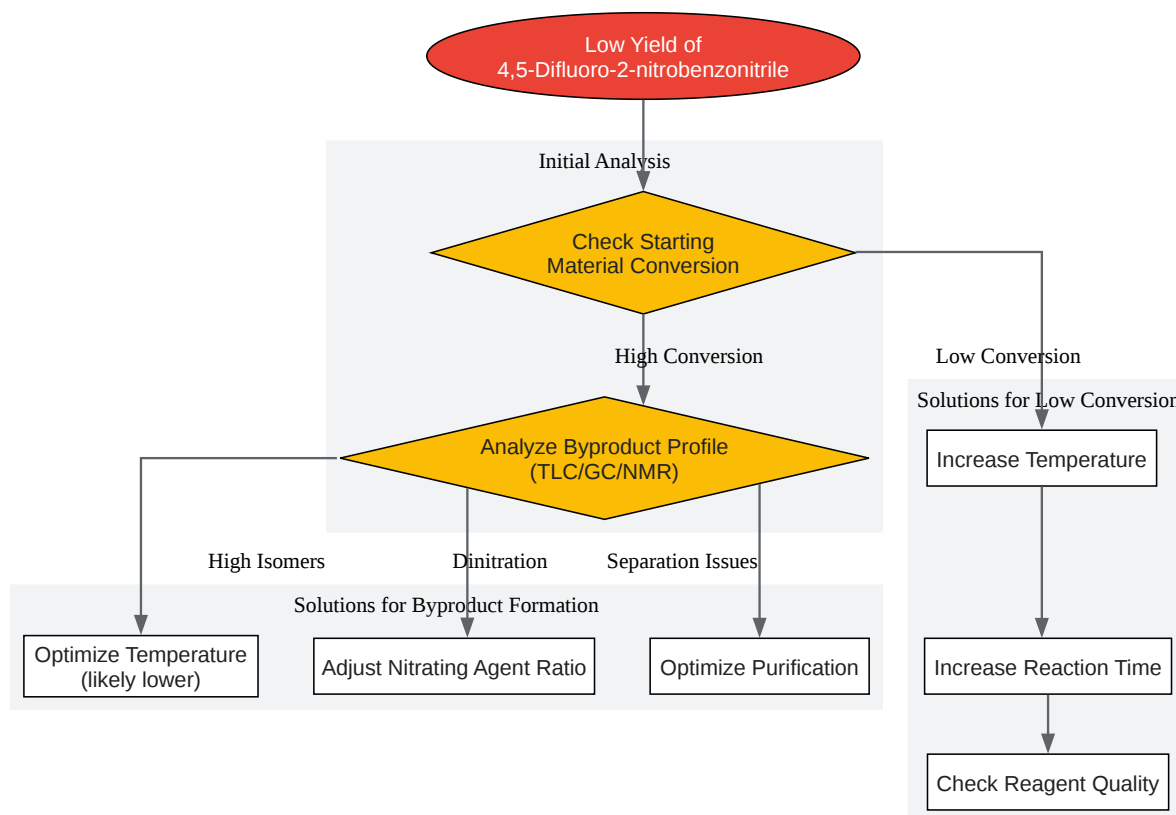 Low Yield of
4,5-Difluoro-2-nitrobenzonitrile
Initial Analysis
Check Starting
Material Conversion
High Conversion
Low Conversion
Solutions for Low Conversion
Analyze Byproduct Profile
(TLC/GC/NMR)
Increase Temperature
High Isomers
Dinitration
Separation Issues
Solutions for Byproduct Formation
Optimize Temperature
(likely lower)
Adjust Nitrating Agent Ratio
Optimize Purification
Increase Reaction Time
Check Reagent Quality